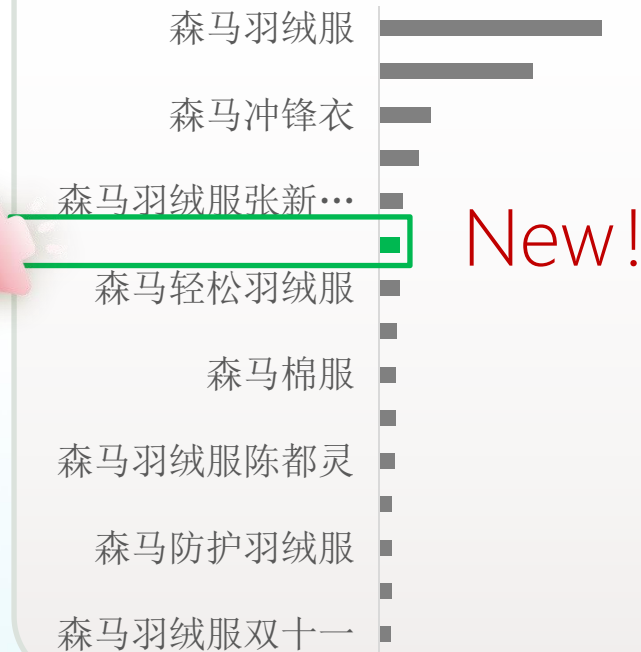 森马羽绒服
森马冲锋衣
森马羽绒服张新…
New!
森马轻松羽绒服
森马棉服
森马羽绒服陈都灵
森马防护羽绒服
森马羽绒服双十一